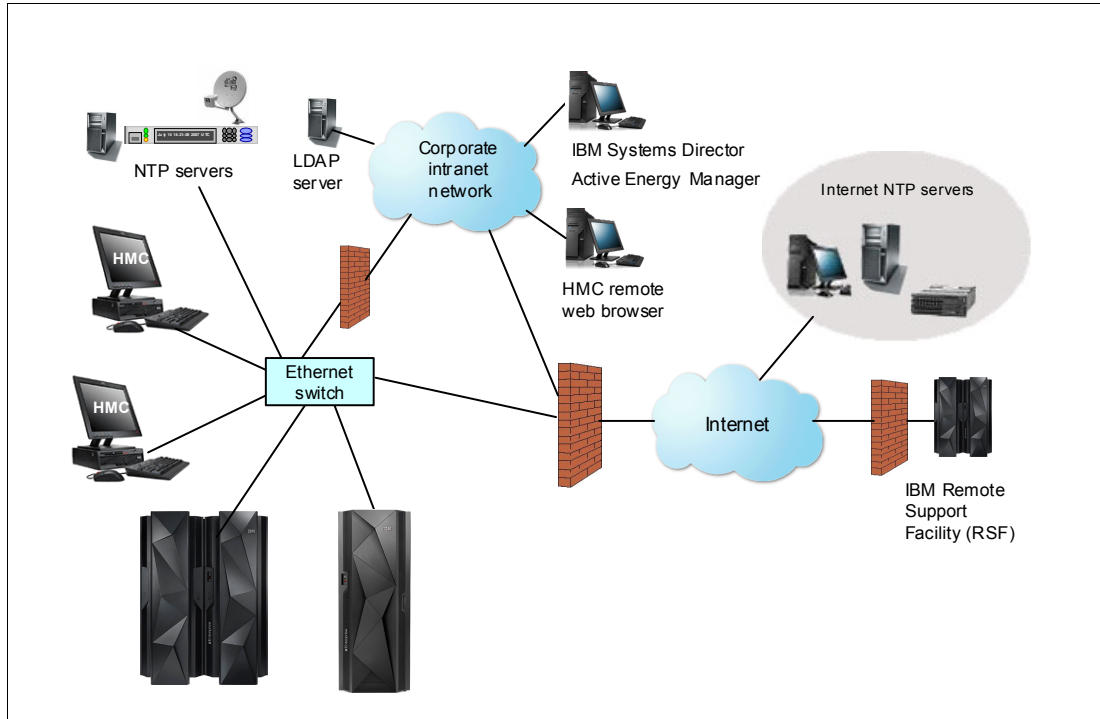 NTP servers
LDAP
server
Corporate
intranet
network
IBM Systems Director
Active Energy Manager
HMC remote
web browser
Internet NTP servers
HMC
HMC
Ethernet
switch
Internet
IBM Remote
Support
Facility (RSF)